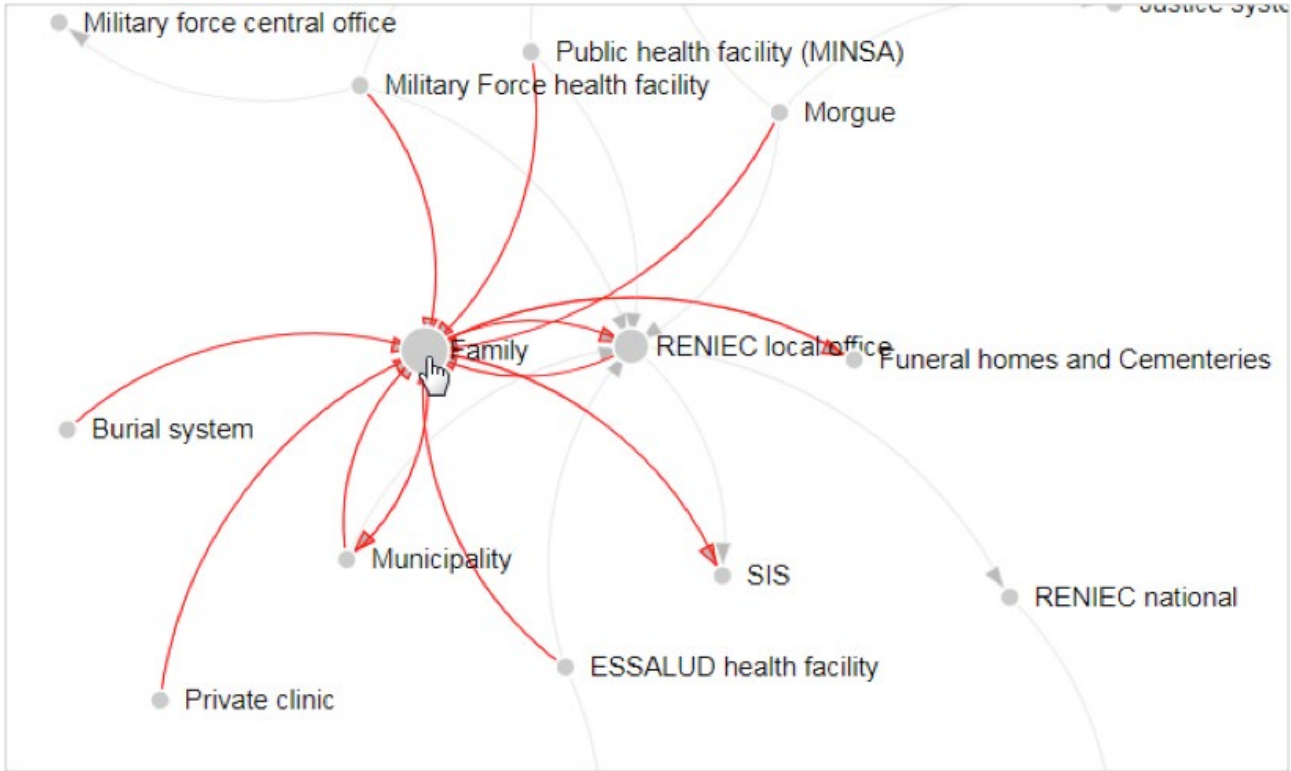 Justice
Military force central office
Public health facility (MINSA)
Military Force health facility
Morgue
Family
RENIEC local office
Funeral homes and Cementeries
Burial system
Municipality
SIS
RENIEC national
ESSALUD health facility
Private clinic